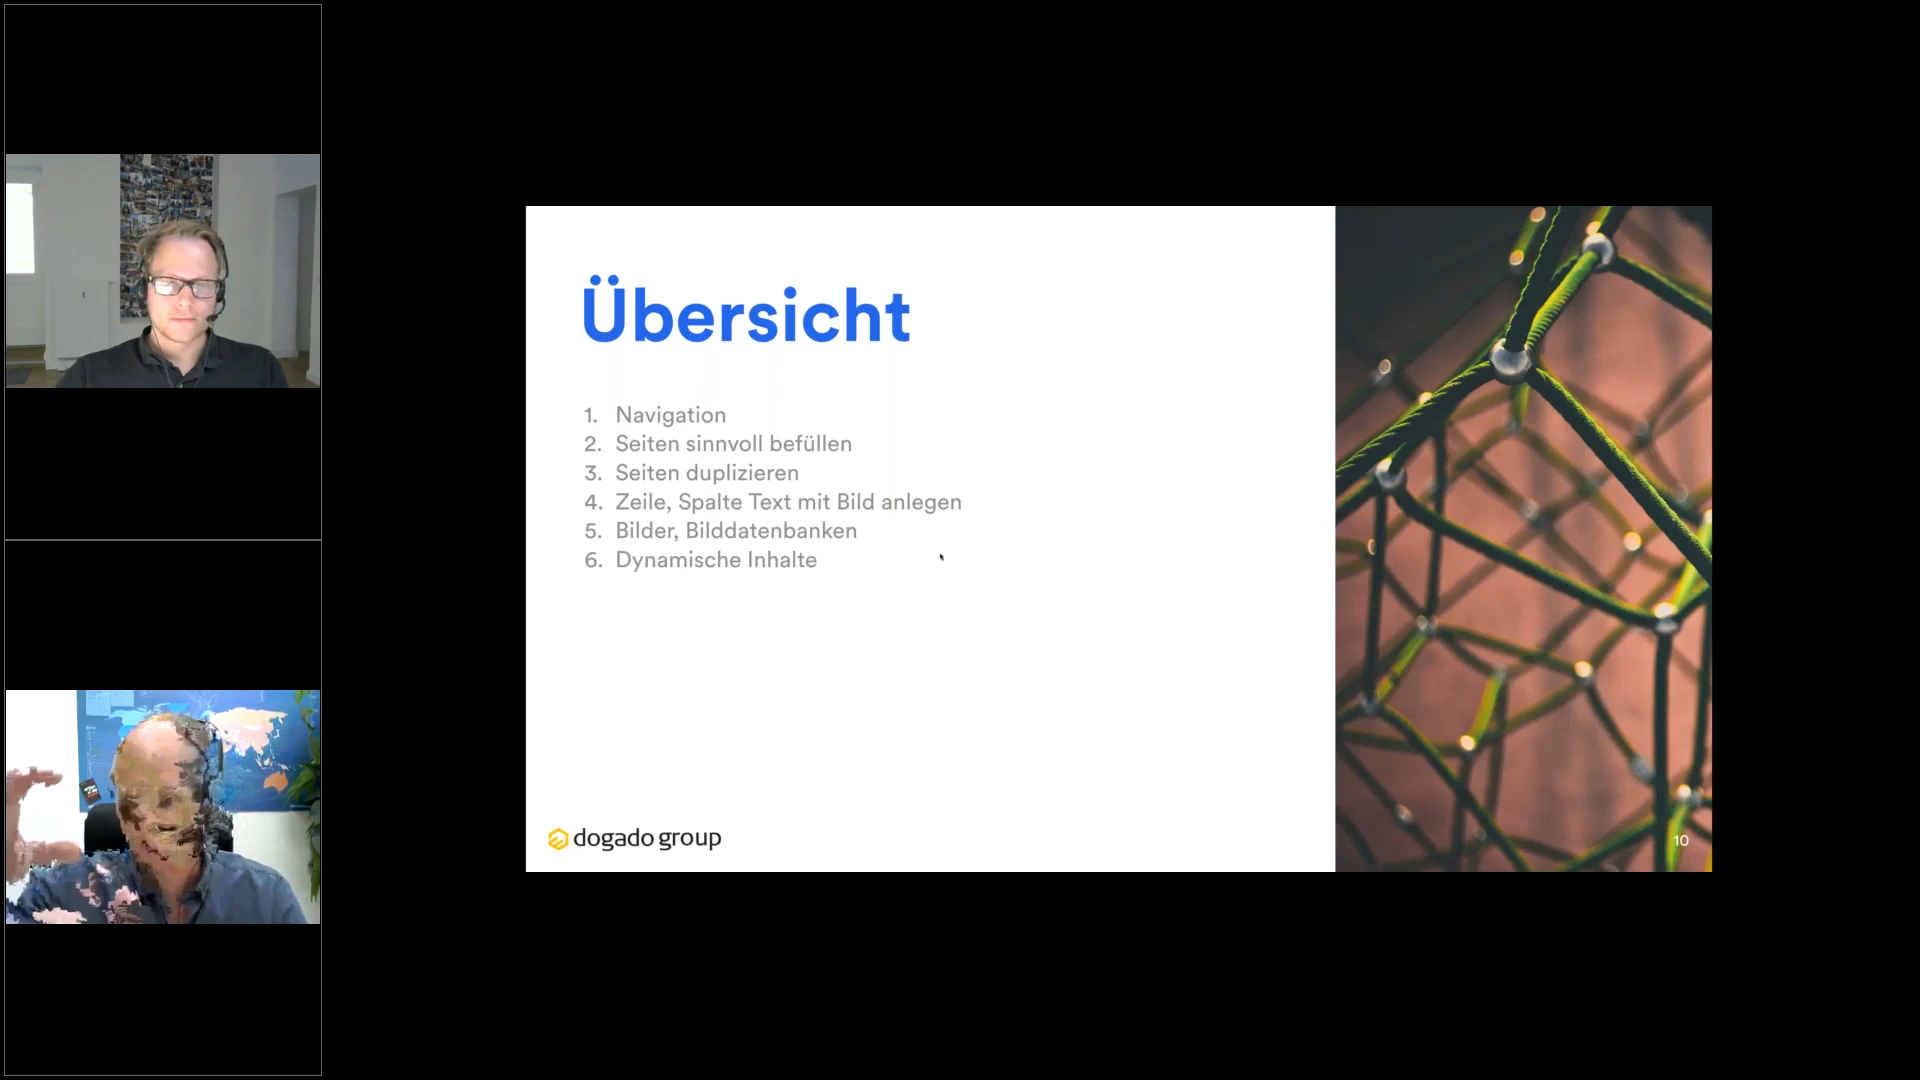 Übersicht
1. Navigation
2. Seiten sinnvoll befüllen
3. Seiten duplizieren
4. Zeile, Spalte Text mit Bild anlegen
5. Bilder, Bilddatenbanken
6. Dynamische Inhalte
dogado group
10